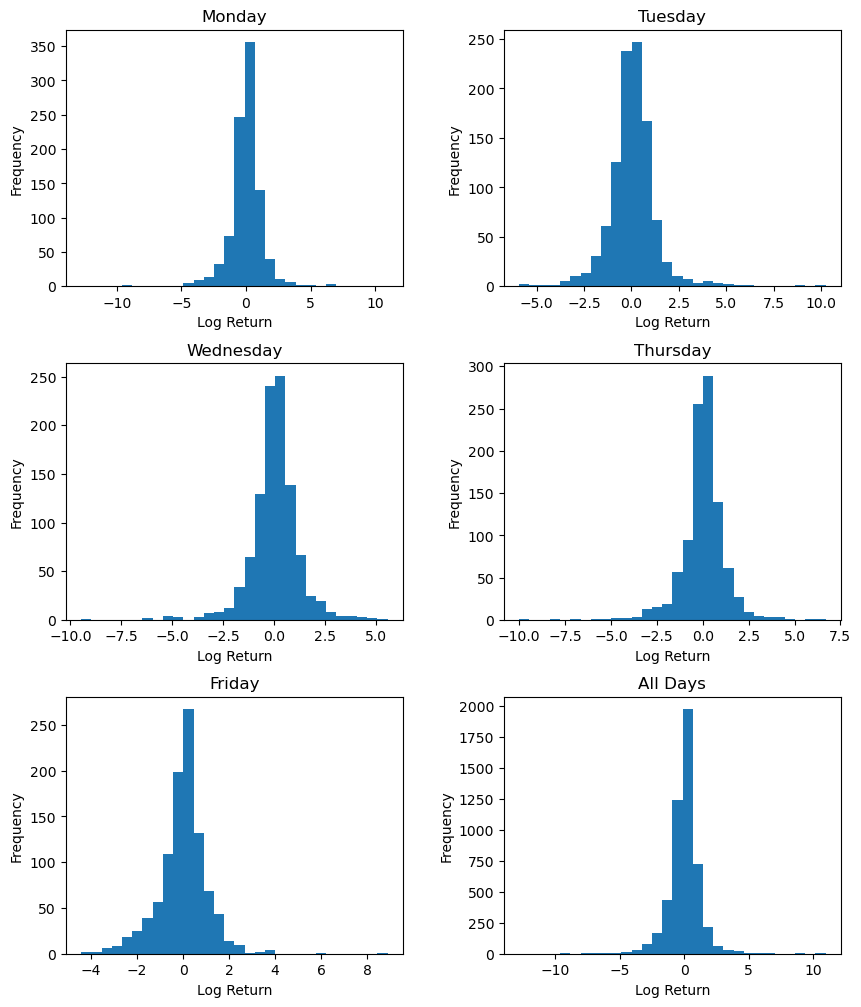 Monday
350
300
250
200
150
100
50
0
Frequency
−10 −5 0 5 10
Log Return
Tuesday
250
200
150
100
50
0
Frequency
−5.0 −2.5 0.0 2.5 5.0 7.5 10.0
Log Return
Wednesday
250
200
150
100
50
0
Frequency
−10.0 −7.5 −5.0 −2.5 0.0 2.5 5.0
Log Return
Thursday
300
250
200
150
100
50
0
Frequency
−10.0 −7.5 −5.0 −2.5 0.0 2.5 5.0 7.5
Log Return
Friday
250
200
150
100
50
0
Frequency
−4 −2 0 2 4 6 8
Log Return
All Days
2000
1750
1500
1250
1000
750
500
250
0
Frequency
−10 −5 0 5 10
Log Return